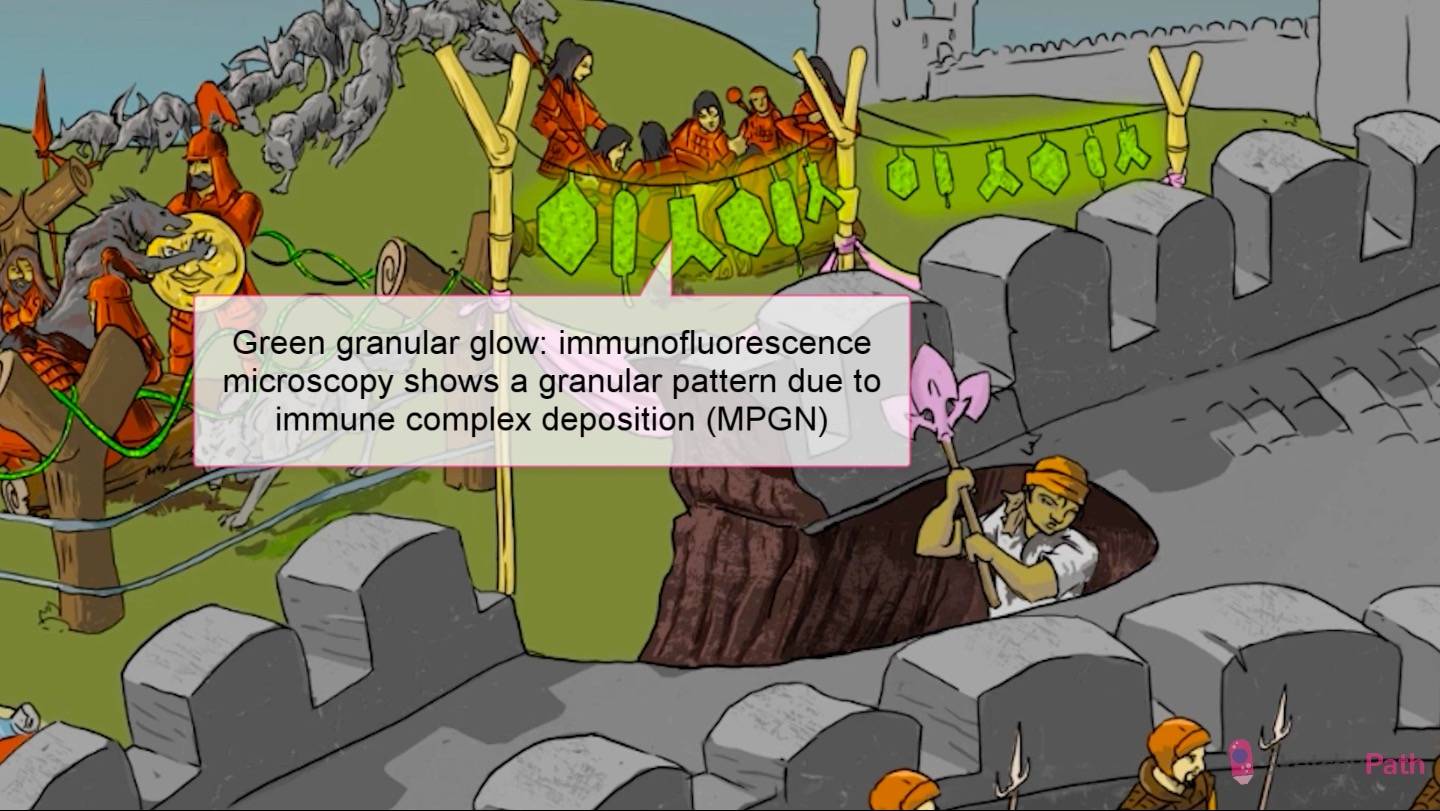 Green granular glow: immunofluorescence
microscopy shows a granular pattern due to
immune complex deposition (MPGN)
Path